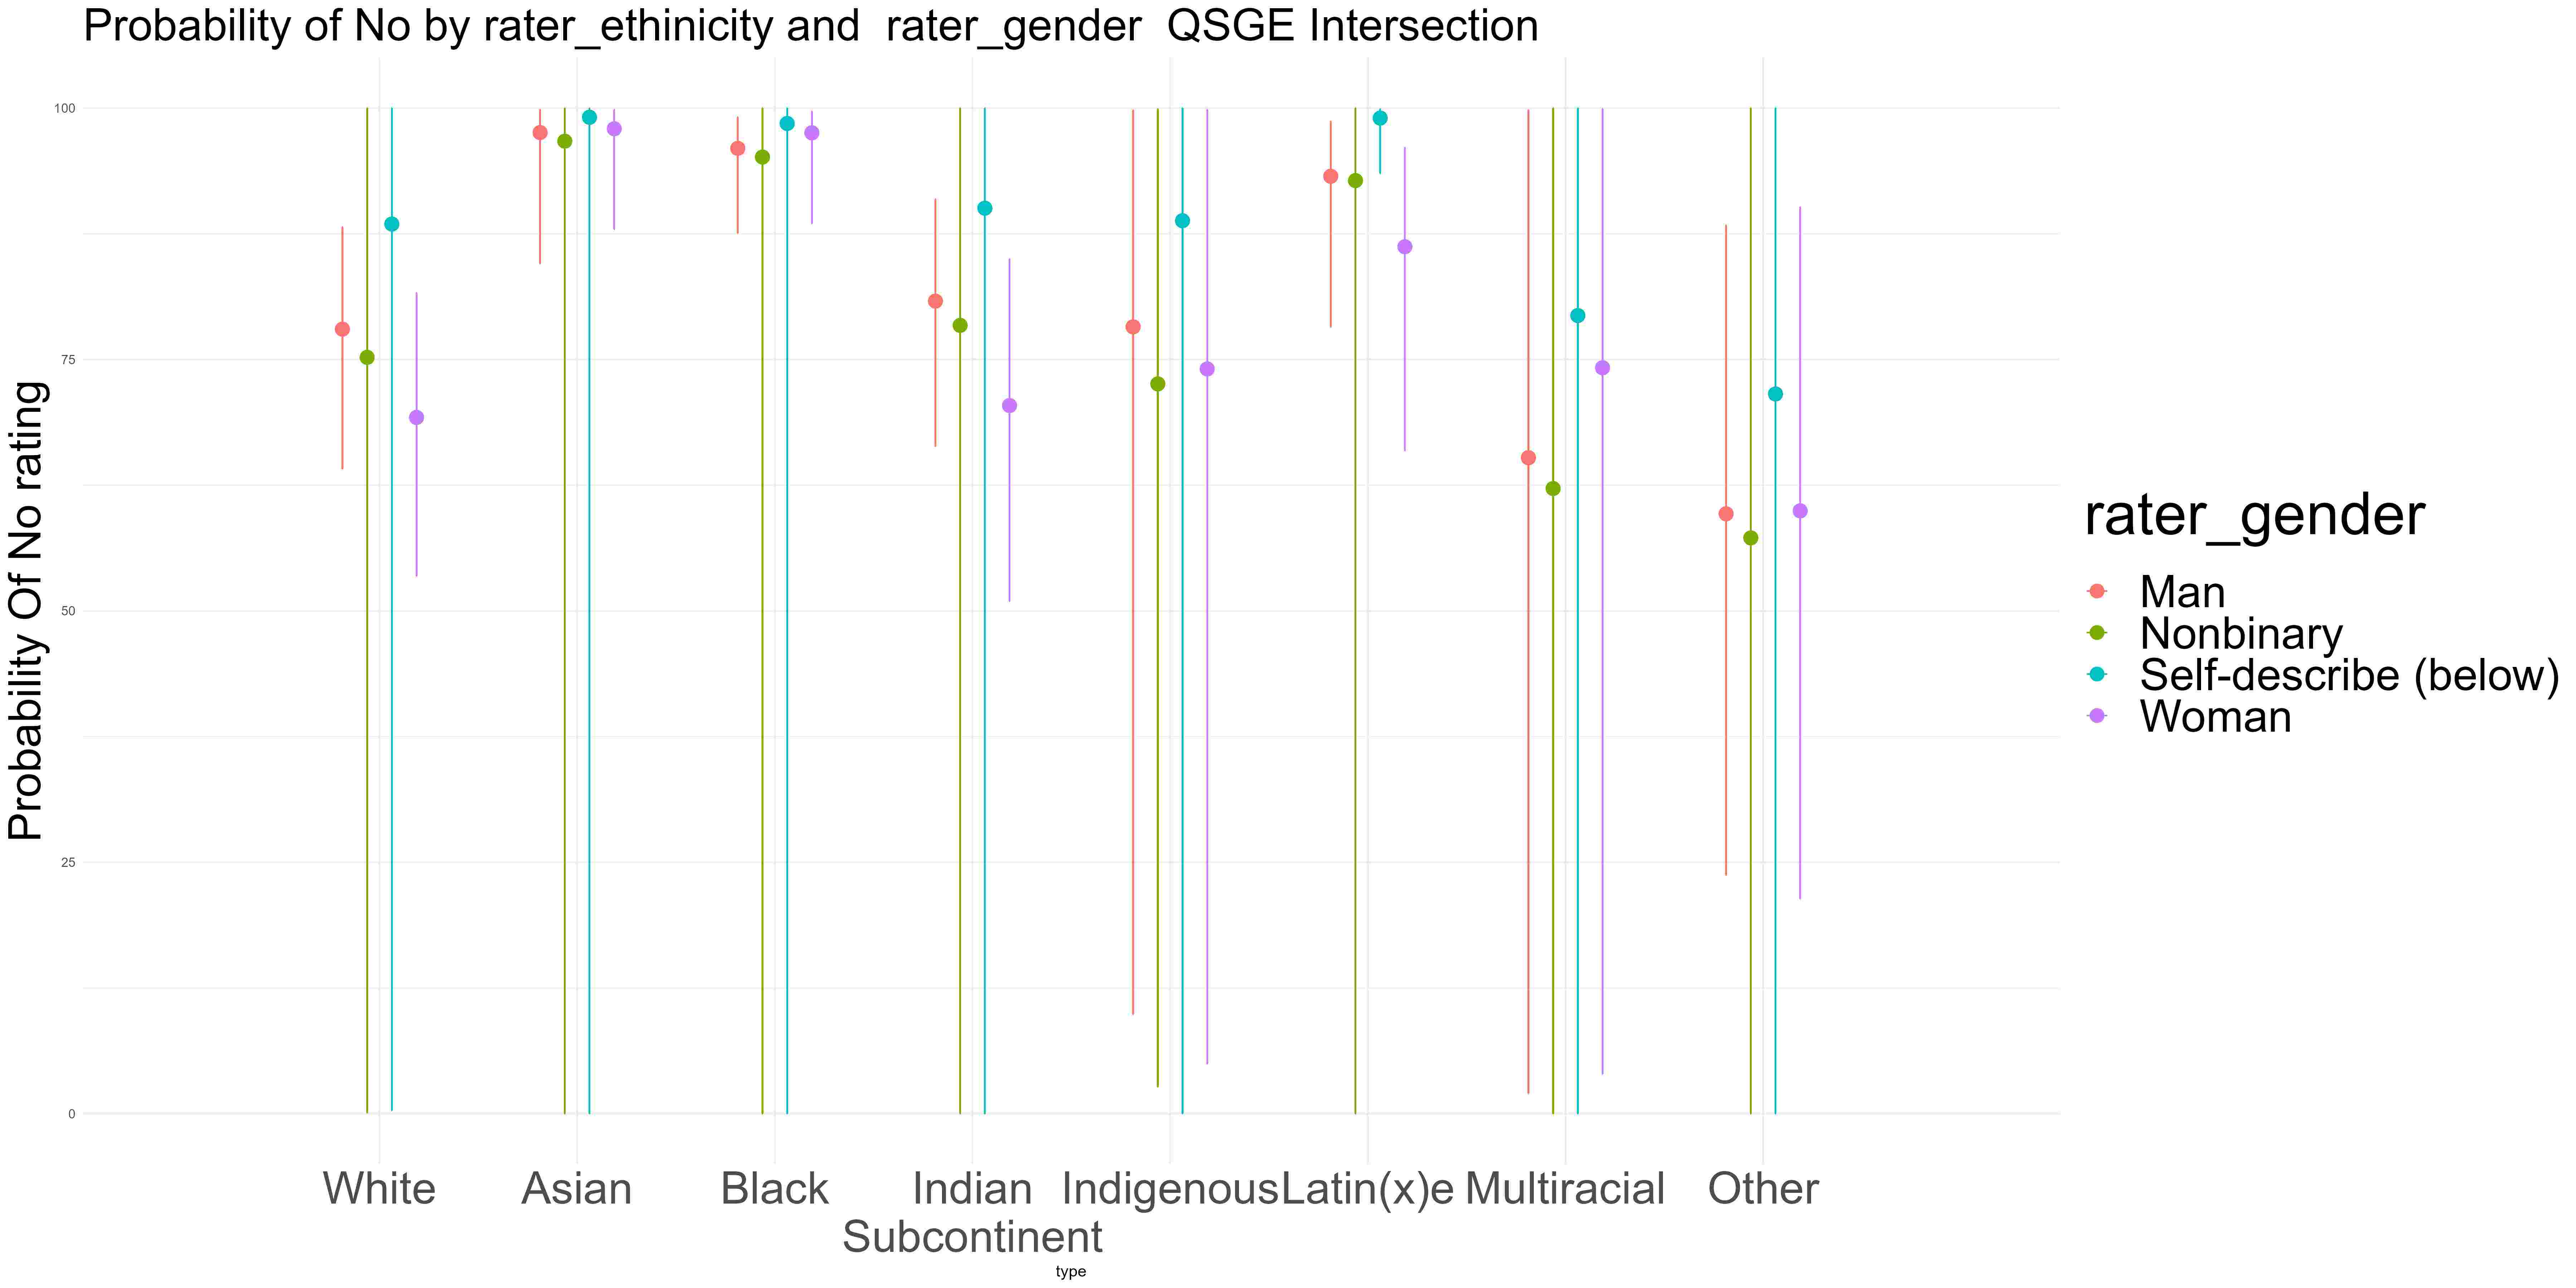 Probability of No by rater_ethinicity and  rater_gender  QSGE Intersection
Probability Of No rating
100
75
50
25
0
White
Asian
Black
Indian
Subcontinent
Indigenous
Latin(x)e
Multiracial
Other
type
rater_gender
Man
Nonbinary
Self-describe (below)
Woman